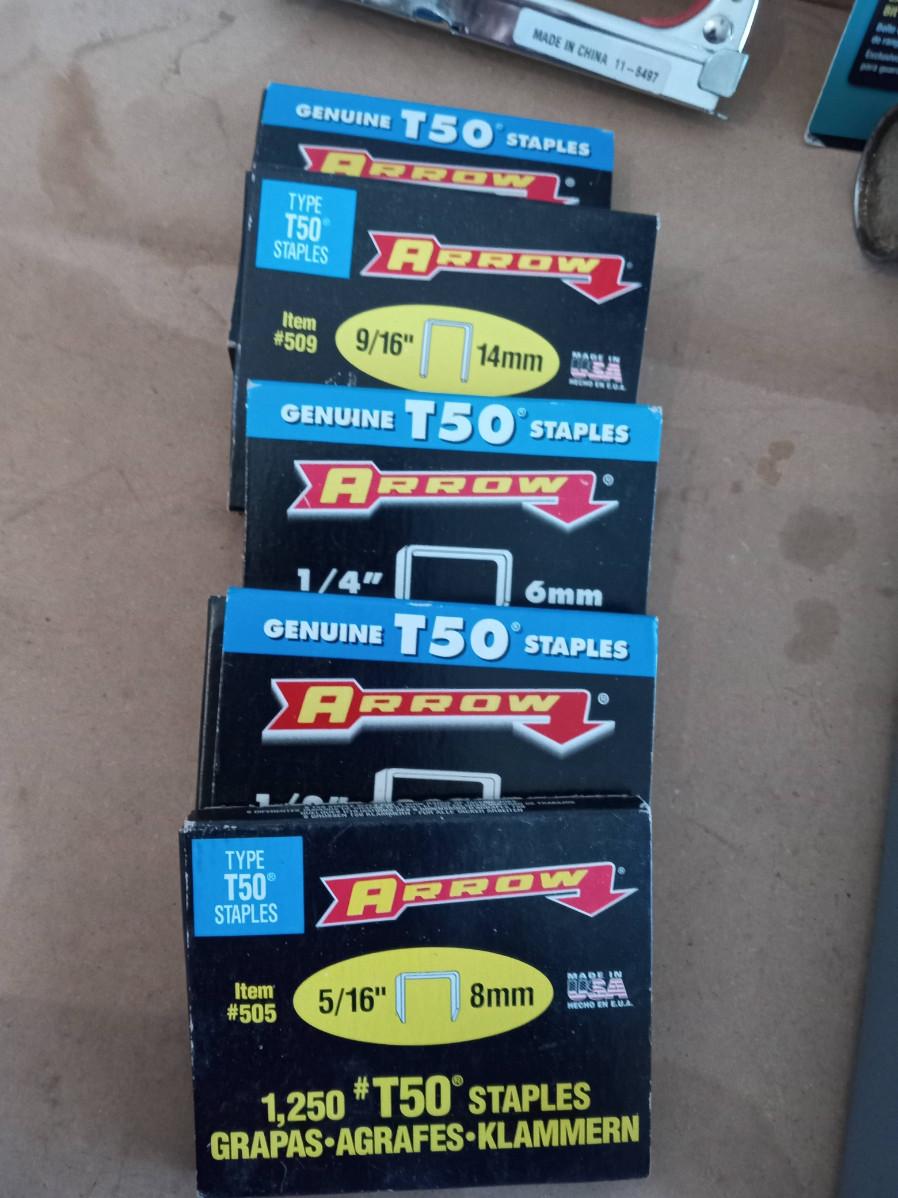 MADE IN CHINA 11-5497
GENUINE T50® STAPLES
ARROW®
TYPE
T50®
STAPLES
ARROW®
Item
#509
9/16" 14mm
MADE IN
USA
HECHO EN E.U.A.
GENUINE T50® STAPLES
ARROW®
1/4" 6mm
GENUINE T50® STAPLES
ARROW®
TYPE
T50®
STAPLES
ARROW®
Item
#505
5/16" 8mm
MADE IN
USA
HECHO EN E.U.A.
1,250 #T50® STAPLES
GRAPAS•AGRAFES•KLAMMERN